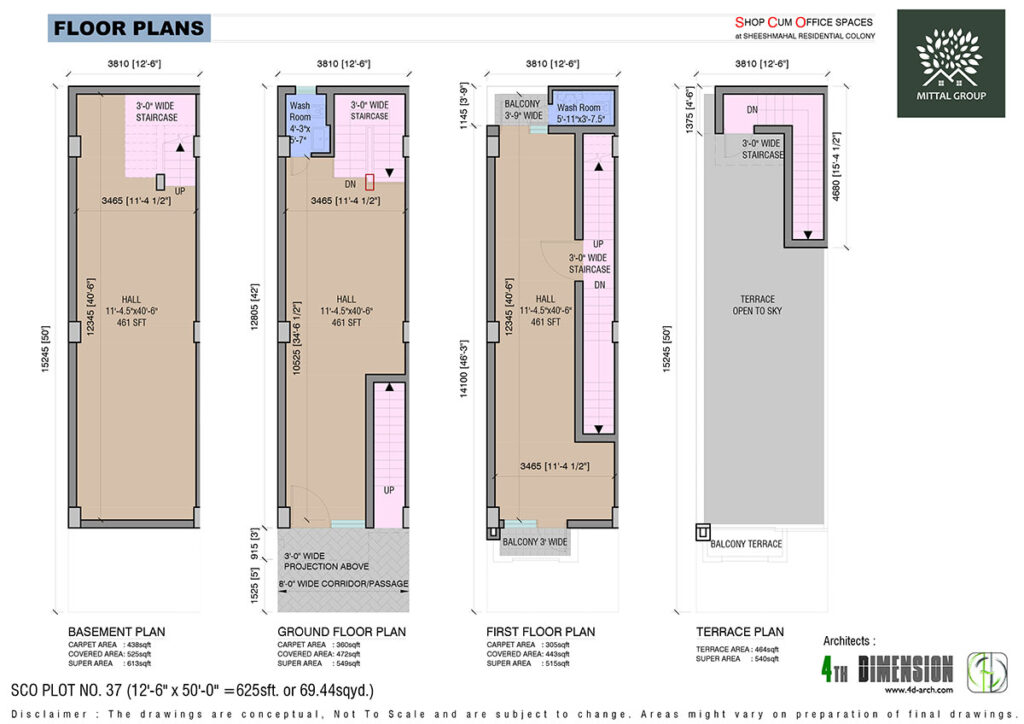 FLOOR PLANS
SHOP CUM OFFICE SPACES
at SHEESHMAHAL RESIDENTIAL COLONY
MITTAL GROUP
3810 [12'-6"]
3'-0" WIDE
STAIRCASE
UP
3465 [11'-4 1/2"]
12345 [40'-6"]
HALL
11'-4.5"x40'-6"
461 SFT
15245 [50']
3810 [12'-6"]
Wash
Room
4'-3"x
5'-7"
3'-0" WIDE
STAIRCASE
DN
3465 [11'-4 1/2"]
12805 [42']
10525 [34'-6 1/2"]
HALL
11'-4.5"x40'-6"
461 SFT
UP
915 [3']
1525 [5']
3'-0" WIDE
PROJECTION ABOVE
8'-0" WIDE CORRIDOR/PASSAGE
3810 [12'-6"]
1145 [3'-9"]
BALCONY
3'-9" WIDE
Wash Room
5'-11"x3'-7.5"
UP
3'-0" WIDE
STAIRCASE
DN
12345 [40'-6"]
HALL
11'-4.5"x40'-6"
461 SFT
14100 [46'-3"]
3465 [11'-4 1/2"]
BALCONY 3' WIDE
3810 [12'-6"]
1375 [4'-6"]
DN
3'-0" WIDE
STAIRCASE
4680 [15'-4 1/2"]
TERRACE
OPEN TO SKY
15245 [50']
BALCONY TERRACE
BASEMENT PLAN
CARPET AREA : 438sqft
COVERED AREA: 525sqft
SUPER AREA : 613sqft
GROUND FLOOR PLAN
CARPET AREA : 360sqft
COVERED AREA: 472sqft
SUPER AREA : 549sqft
FIRST FLOOR PLAN
CARPET AREA : 305sqft
COVERED AREA: 443sqft
SUPER AREA : 515sqft
TERRACE PLAN
TERRACE AREA : 464sqft
SUPER AREA : 540sqft
Architects :
4TH DIMENSION
www.4d-arch.com
SCO PLOT NO. 37 (12'-6" x 50'-0" =625sft. or 69.44sqyd.)
Disclaimer : The drawings are conceptual, Not To Scale and are subject to change. Areas might vary on preparation of final drawings.